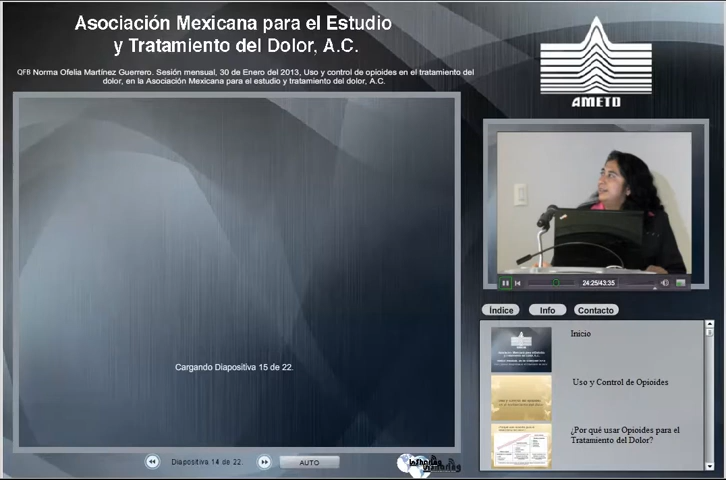 Asociación Mexicana para el Estudio
y Tratamiento del Dolor, A.C.
QFB Norma Ofelia Martínez Guerrero. Sesión mensual, 30 de Enero del 2013, Uso y control de opioides en el tratamiento del
dolor, en la Asociación Mexicana para el estudio y tratamiento del dolor, A.C.
AMETD
24:25/43:35
Índice Info Contacto
Inicio
Uso y Control de Opioides
¿Por qué usar Opioides para el
Tratamiento del Dolor?
Cargando Diapositiva 15 de 22.
Diapositiva 14 de 22.
AUTO